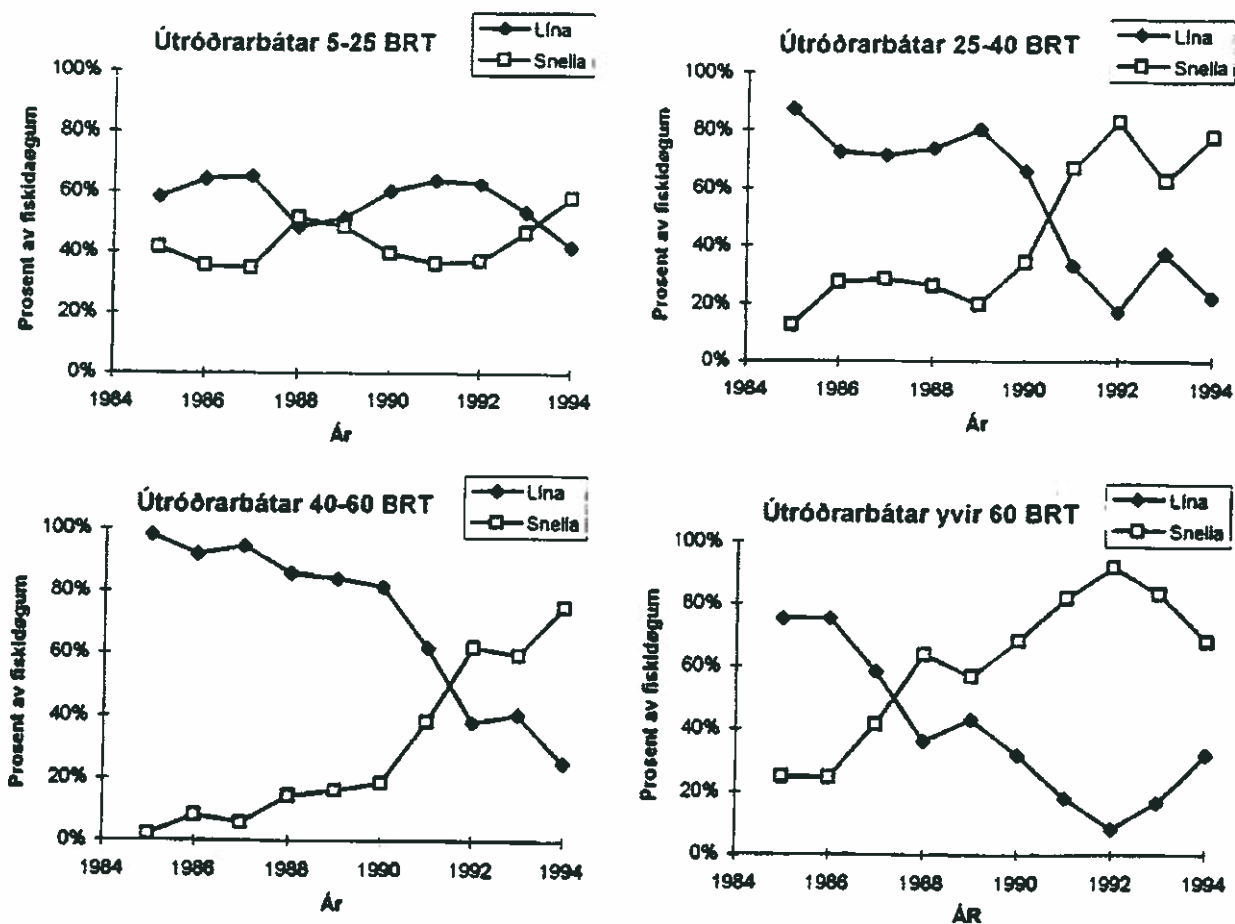 Útróðrarbátar 5-25 BRT
Lína
Snella
Prosent av fiskidøgum
100%
80%
60%
40%
20%
0%
1984 1986 1988 1990 1992 1994
Ár
Útróðrarbátar 25-40 BRT
Lína
Snella
Prosent av fiskidøgum
100%
80%
60%
40%
20%
0%
1984 1986 1988 1990 1992 1994
Ár
Útróðrarbátar 40-60 BRT
Lína
Snella
Prosent av fiskidøgum
100%
80%
60%
40%
20%
0%
1984 1986 1988 1990 1992 1994
Ár
Útróðrarbátar yvir 60 BRT
Lína
Snella
Prosent av fiskidøgum
100%
80%
60%
40%
20%
0%
1984 1986 1988 1990 1992 1994
ÁR